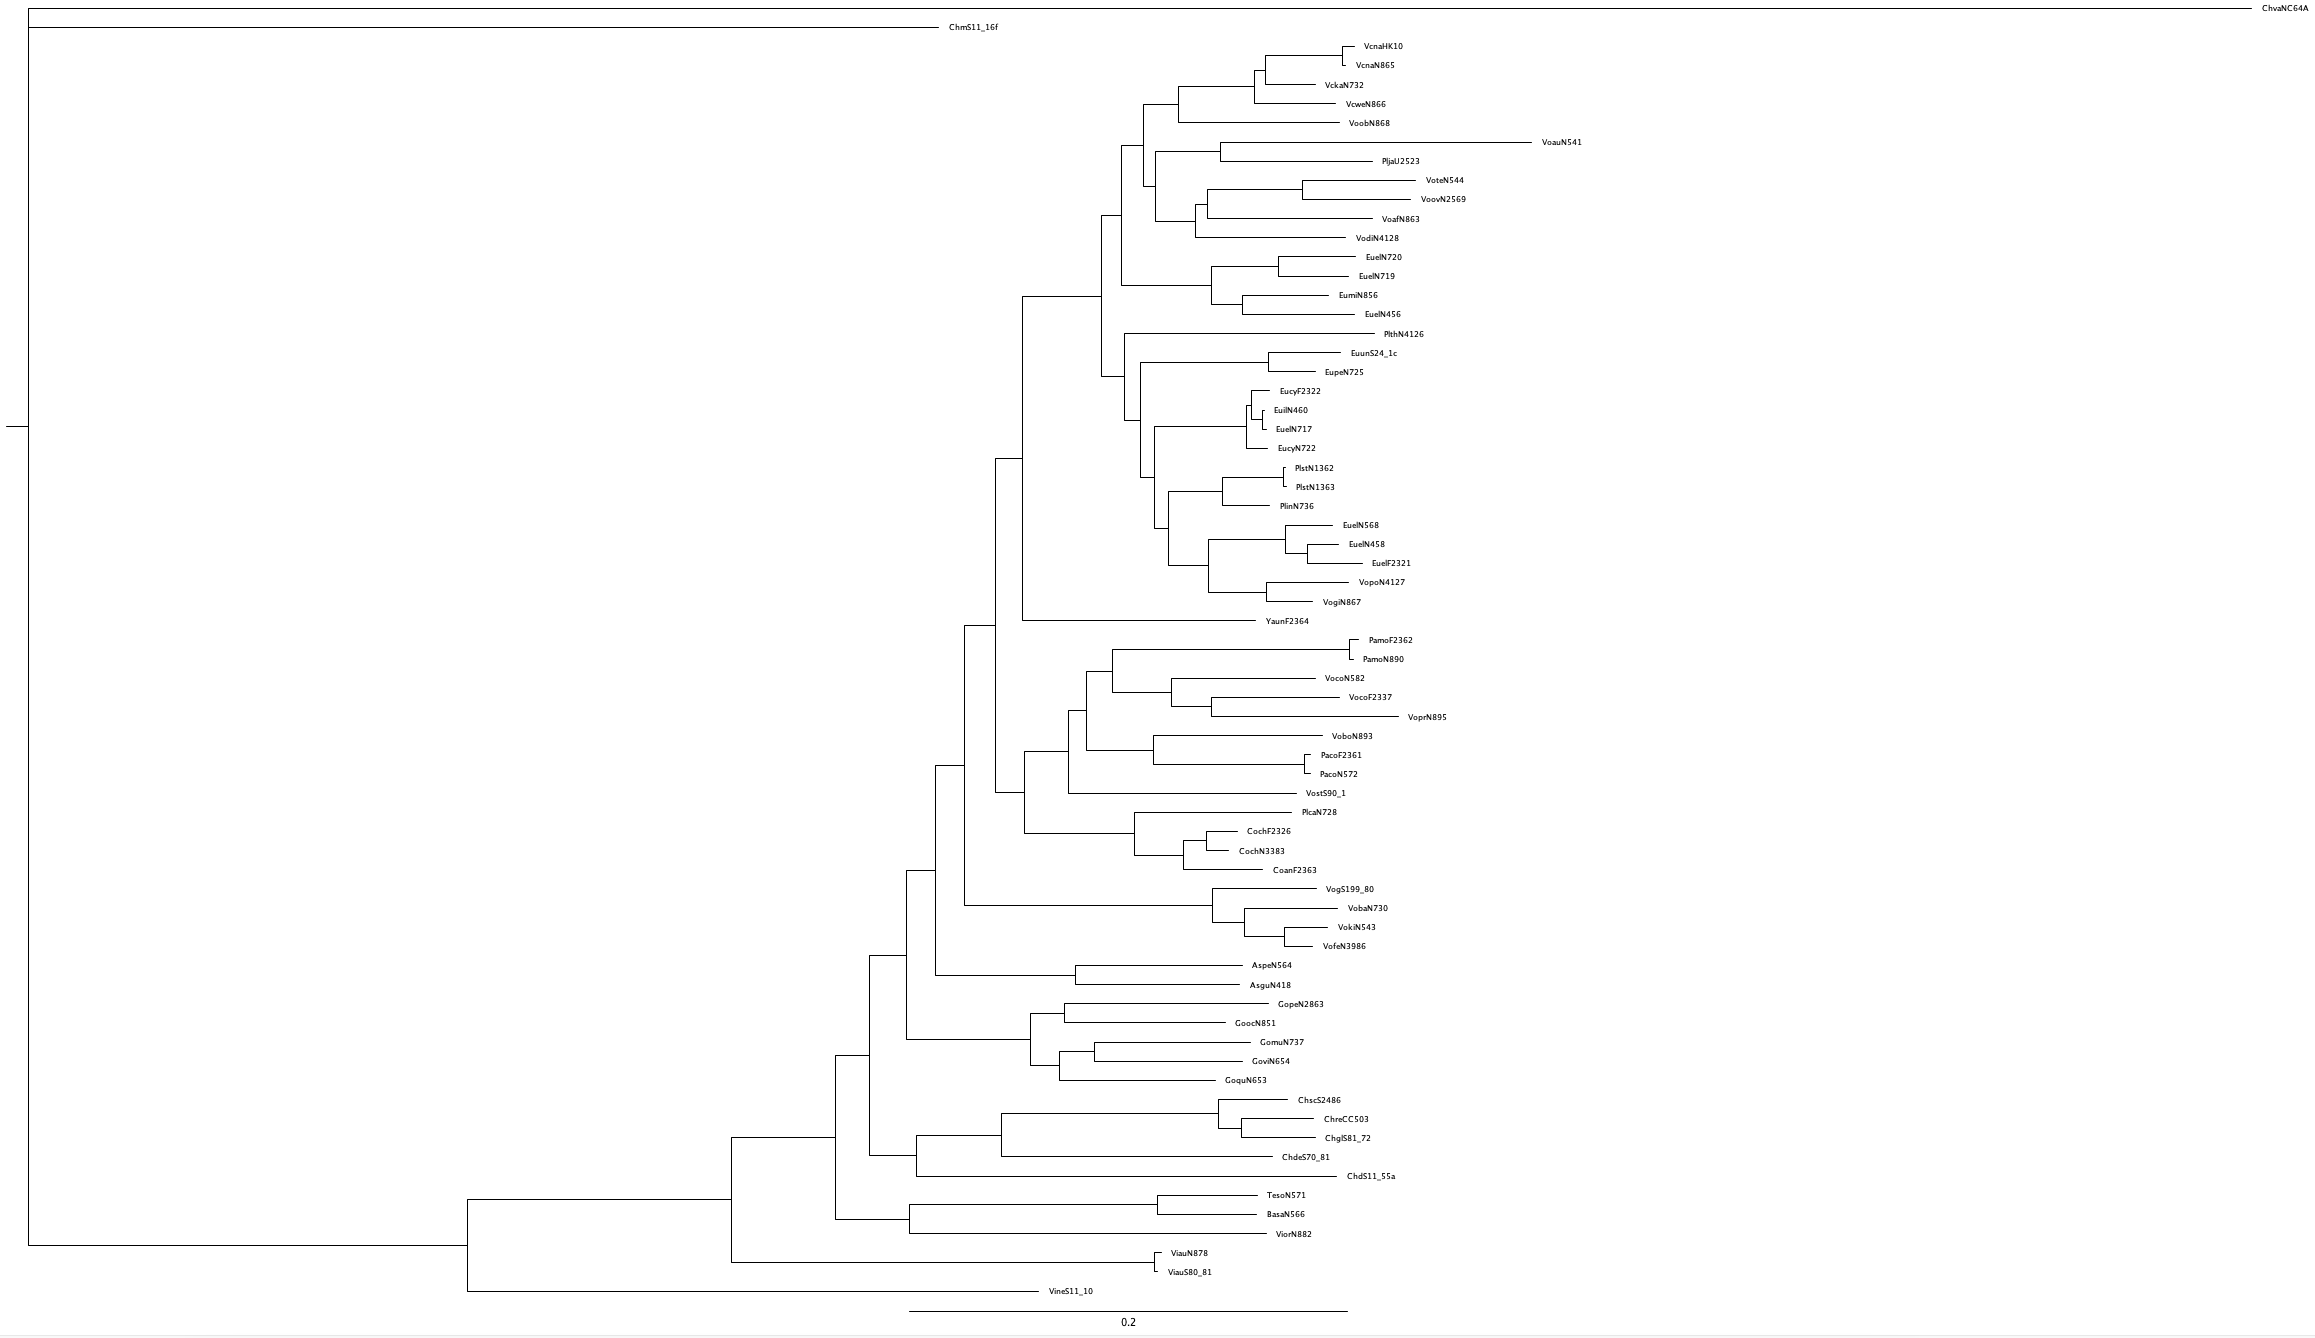 ChvaNC64A
ChmS11_16f
VcnaHK10
VcnaN865
VckaN732
VcweN866
VoobN868
VoauN541
PljaU2523
VoteN544
VoovN2569
VoafN863
VodiN4128
EuelN720
EuelN719
EumiN856
EuelN456
PlthN4126
EuunS24_1c
EupeN725
EucyF2322
EuilN460
EuelN717
EucyN722
PlstN1362
PlstN1363
PlinN736
EuelN568
EuelN458
EuelF2321
VopoN4127
VogiN867
YaunF2364
PamoF2362
PamoN890
VocoN582
VocoF2337
VoprN895
VoboN893
PacoF2361
PacoN572
VostS90_1
PlcaN728
CochF2326
CochN3383
CoanF2363
VogS199_80
VobaN730
VokiN543
VofeN3986
AspeN564
AsguN418
GopeN2863
GoocN851
GomuN737
GoviN654
GoquN653
ChscS2486
ChreCC503
ChglS81_72
ChdeS70_81
ChdS11_55a
TesoN571
BasaN566
ViorN882
ViauN878
ViauS80_81
VineS11_10
0.2